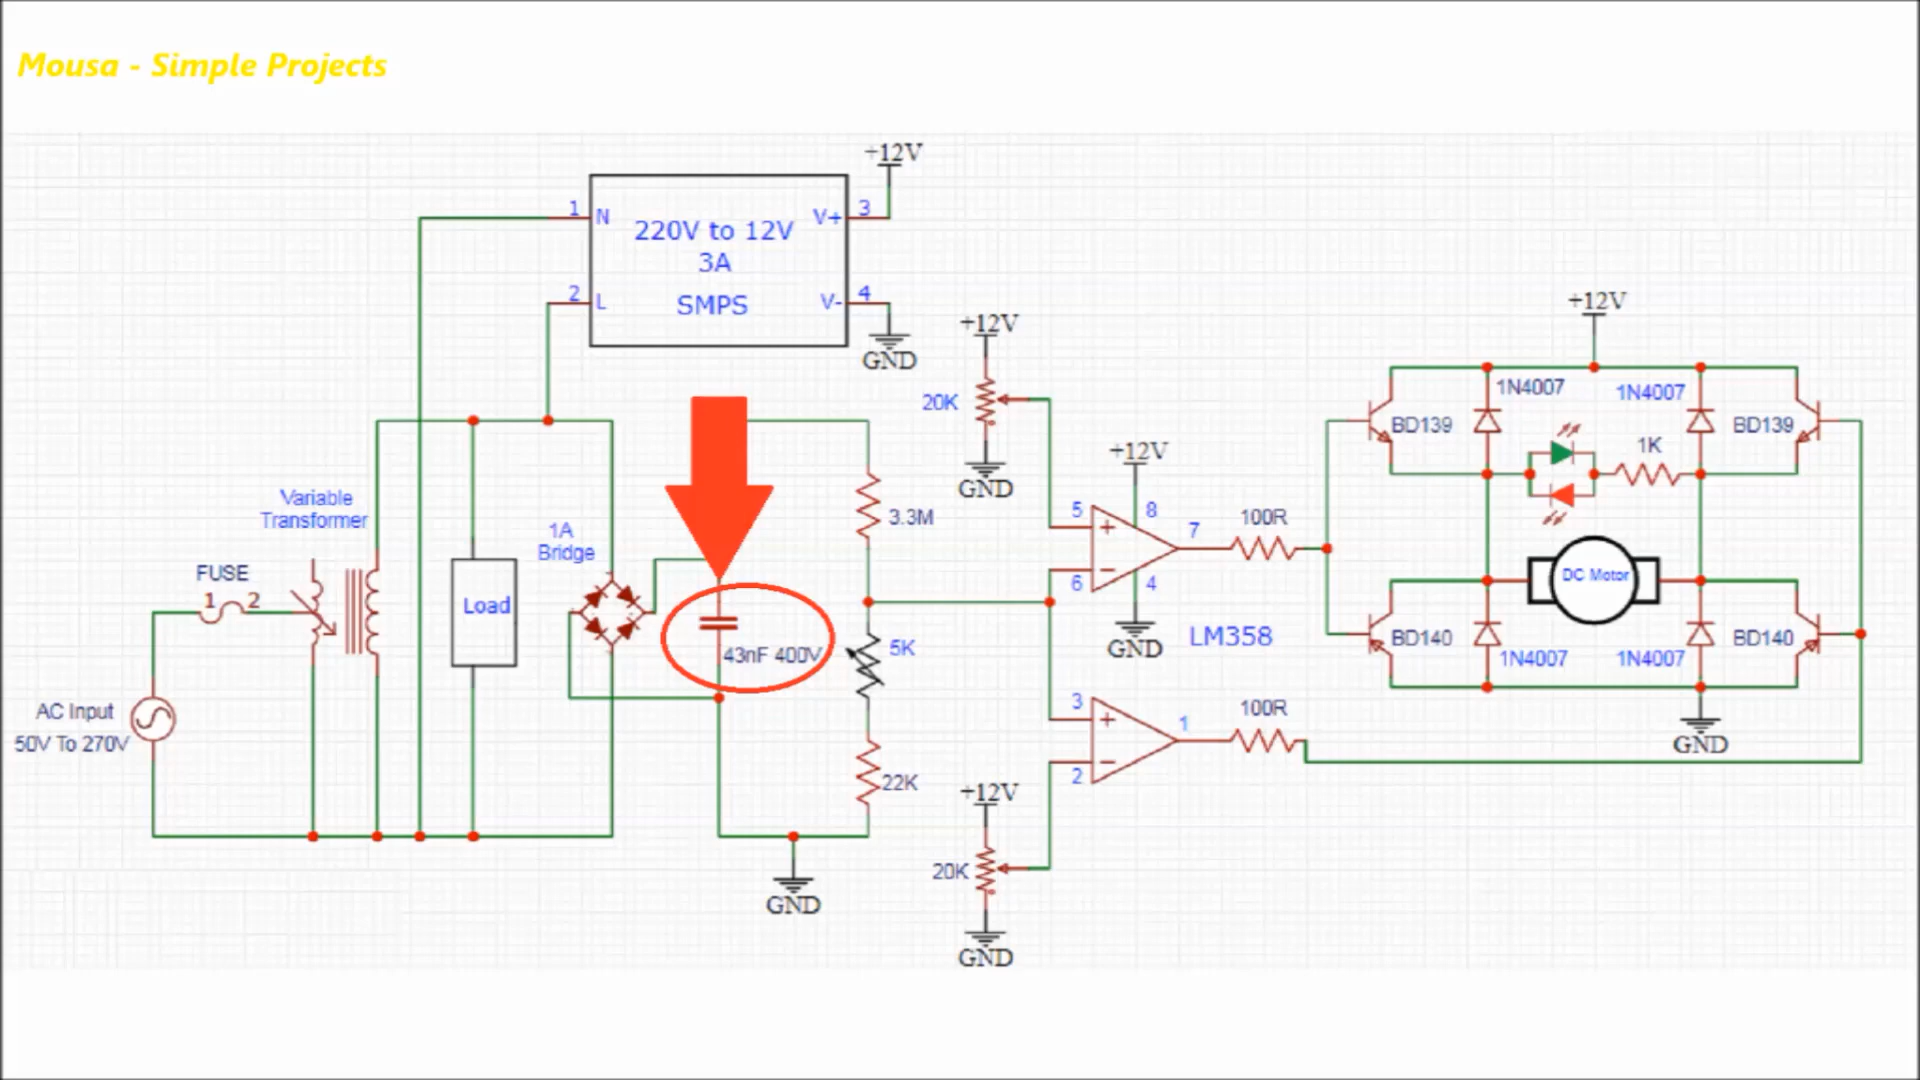 Mousa - Simple Projects
+12V
1 N 220V to 12V V+ 3
3A
2 L SMPS V- 4
GND
+12V
20K
GND
+12V
1N4007 1N4007
BD139 BD139
1K
+12V
Variable
Transformer
1A
Bridge
3.3M
5 + 8 7 100R
6 - 4
GND
LM358
DC Motor
FUSE
1 2
Load
43nF 400V
5K
BD140 BD140
1N4007 1N4007
GND
AC Input
50V To 270V
3 + 1 100R
2 -
22K
+12V
20K
GND
GND